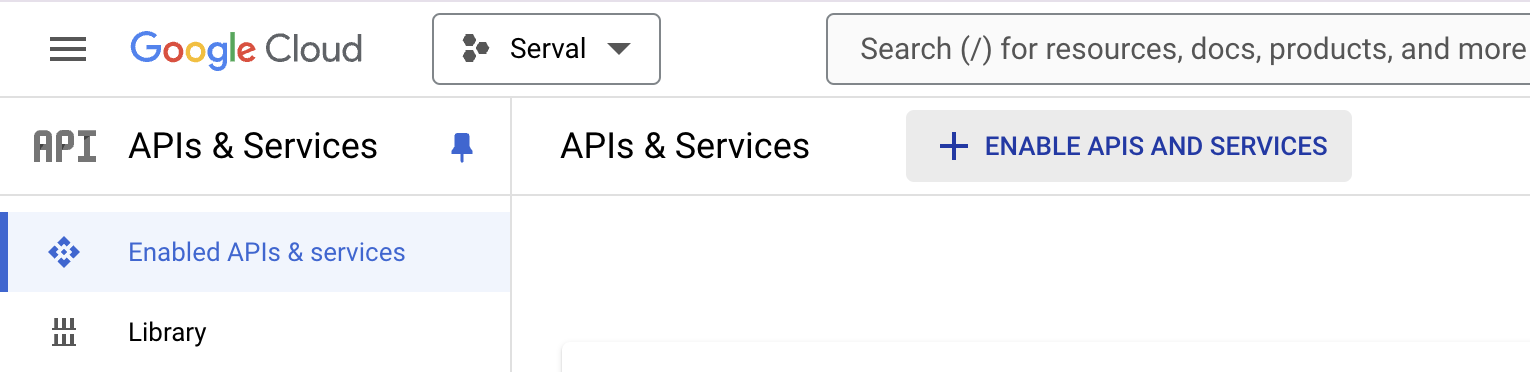 Google Cloud
Serval
Search (/) for resources, docs, products, and more
API
APIs & Services
APIs & Services
ENABLE APIS AND SERVICES
Enabled APIs & services
Library